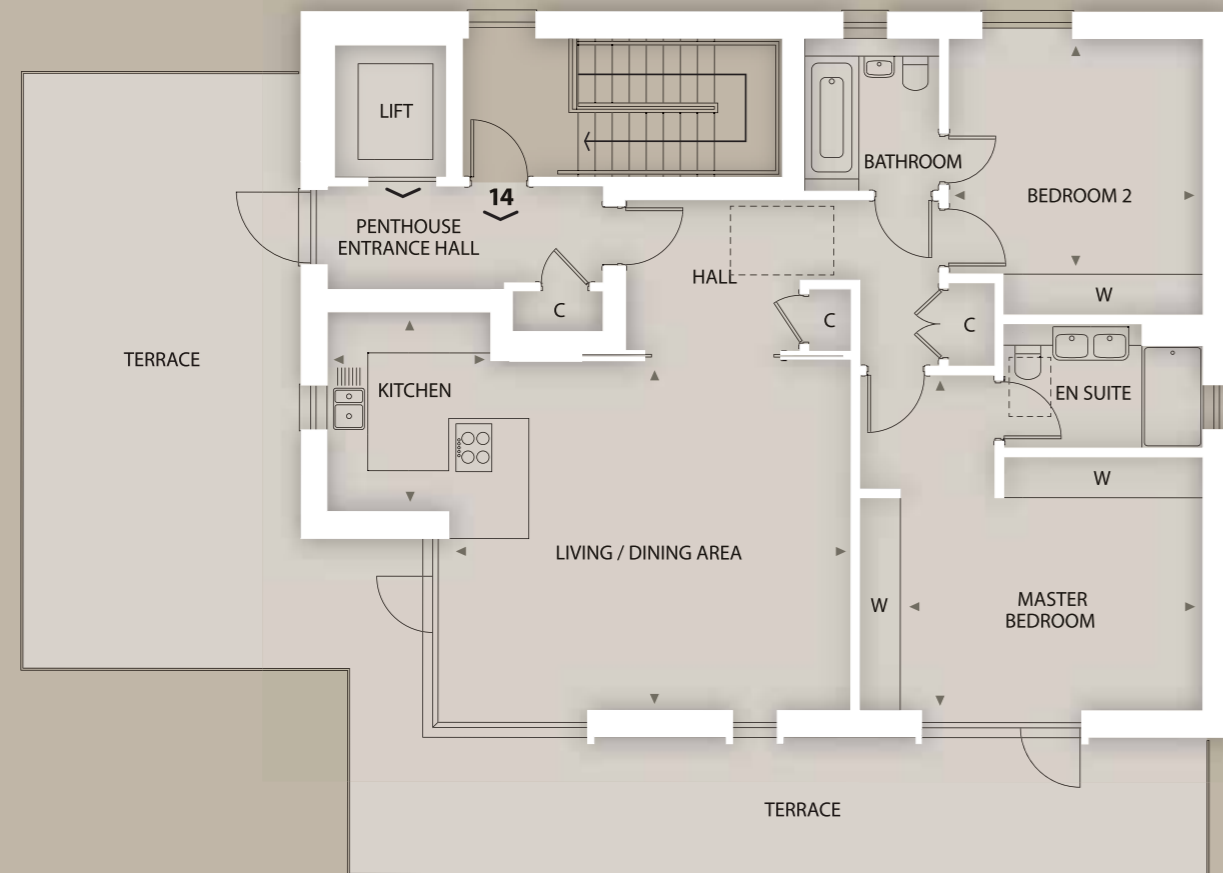 LIFT
14
PENTHOUSE
ENTRANCE HALL
BATHROOM
BEDROOM 2
HALL
W
C
C
C
TERRACE
KITCHEN
EN SUITE
W
LIVING / DINING AREA
W
MASTER
BEDROOM
TERRACE